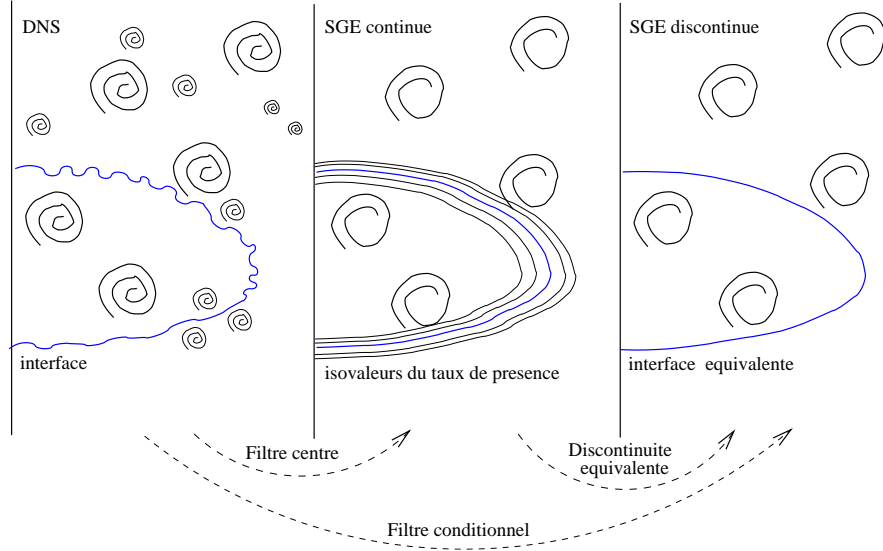 DNS
SGE continue
SGE discontinue
interface
isovaleurs du taux de presence
interface equivalente
Filtre centre
Discontinuite
equivalente
Filtre conditionnel